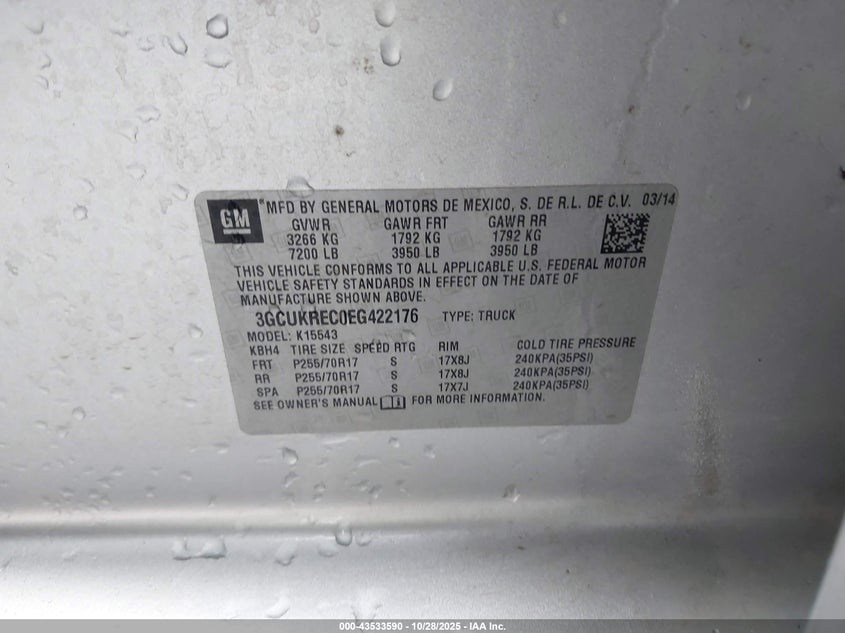 GM ® MFD BY GENERAL MOTORS DE MEXICO, S. DE R.L. DE C.V. 03/14
GVWR GAWR FRT GAWR RR
3266 KG 1792 KG 1792 KG
7200 LB 3950 LB 3950 LB
THIS VEHICLE CONFORMS TO ALL APPLICABLE U.S. FEDERAL MOTOR
VEHICLE SAFETY STANDARDS IN EFFECT ON THE DATE OF
MANUFACTURE SHOWN ABOVE.
3GCUKREC0EG422176 TYPE: TRUCK
MODEL: K15543
KBH4 TIRE SIZE SPEED RTG RIM COLD TIRE PRESSURE
FRT P255/70R17 S 17X8J 240KPA(35PSI)
RR P255/70R17 S 17X8J 240KPA(35PSI)
SPA P255/70R17 S 17X7J 240KPA(35PSI)
SEE OWNER'S MANUAL i FOR MORE INFORMATION.
000-43533590 - 10/28/2025 - IAA Inc.